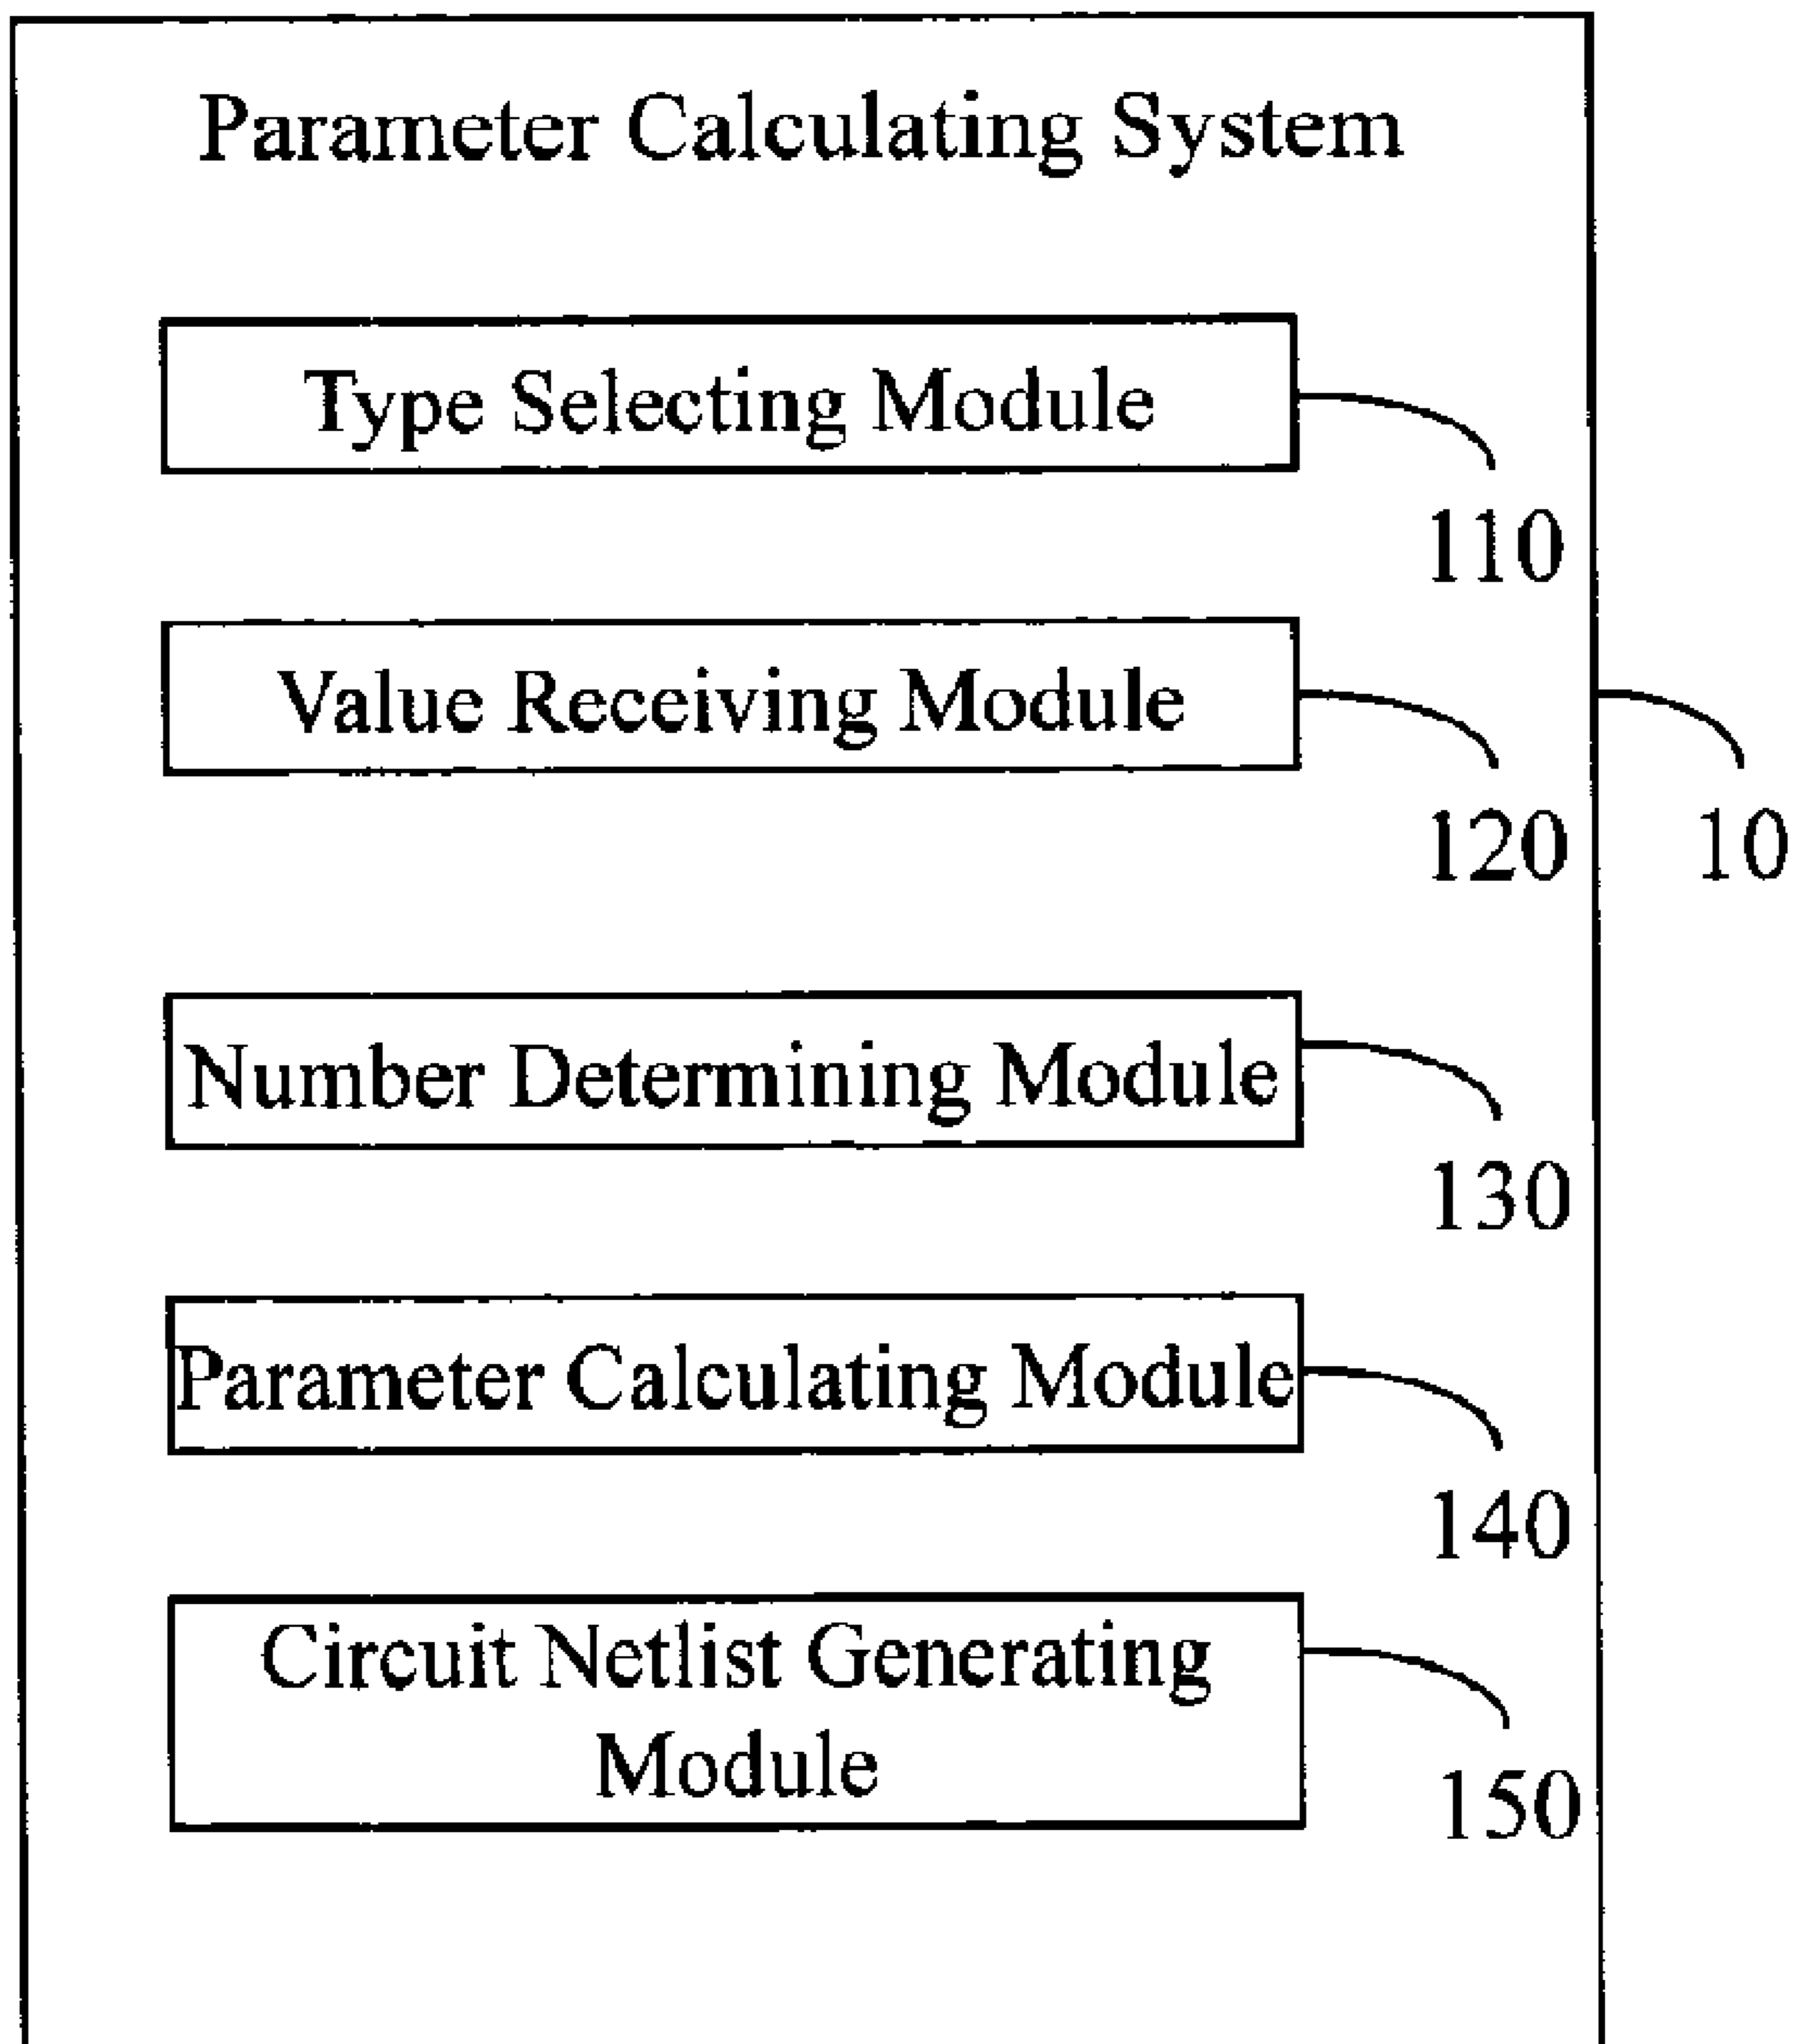 Parameter Calculating System
Type Selecting Module
110
Value Receiving Module
120
10
Number Determining Module
130
Parameter Calculating Module
140
Circuit Netlist Generating
Module
150